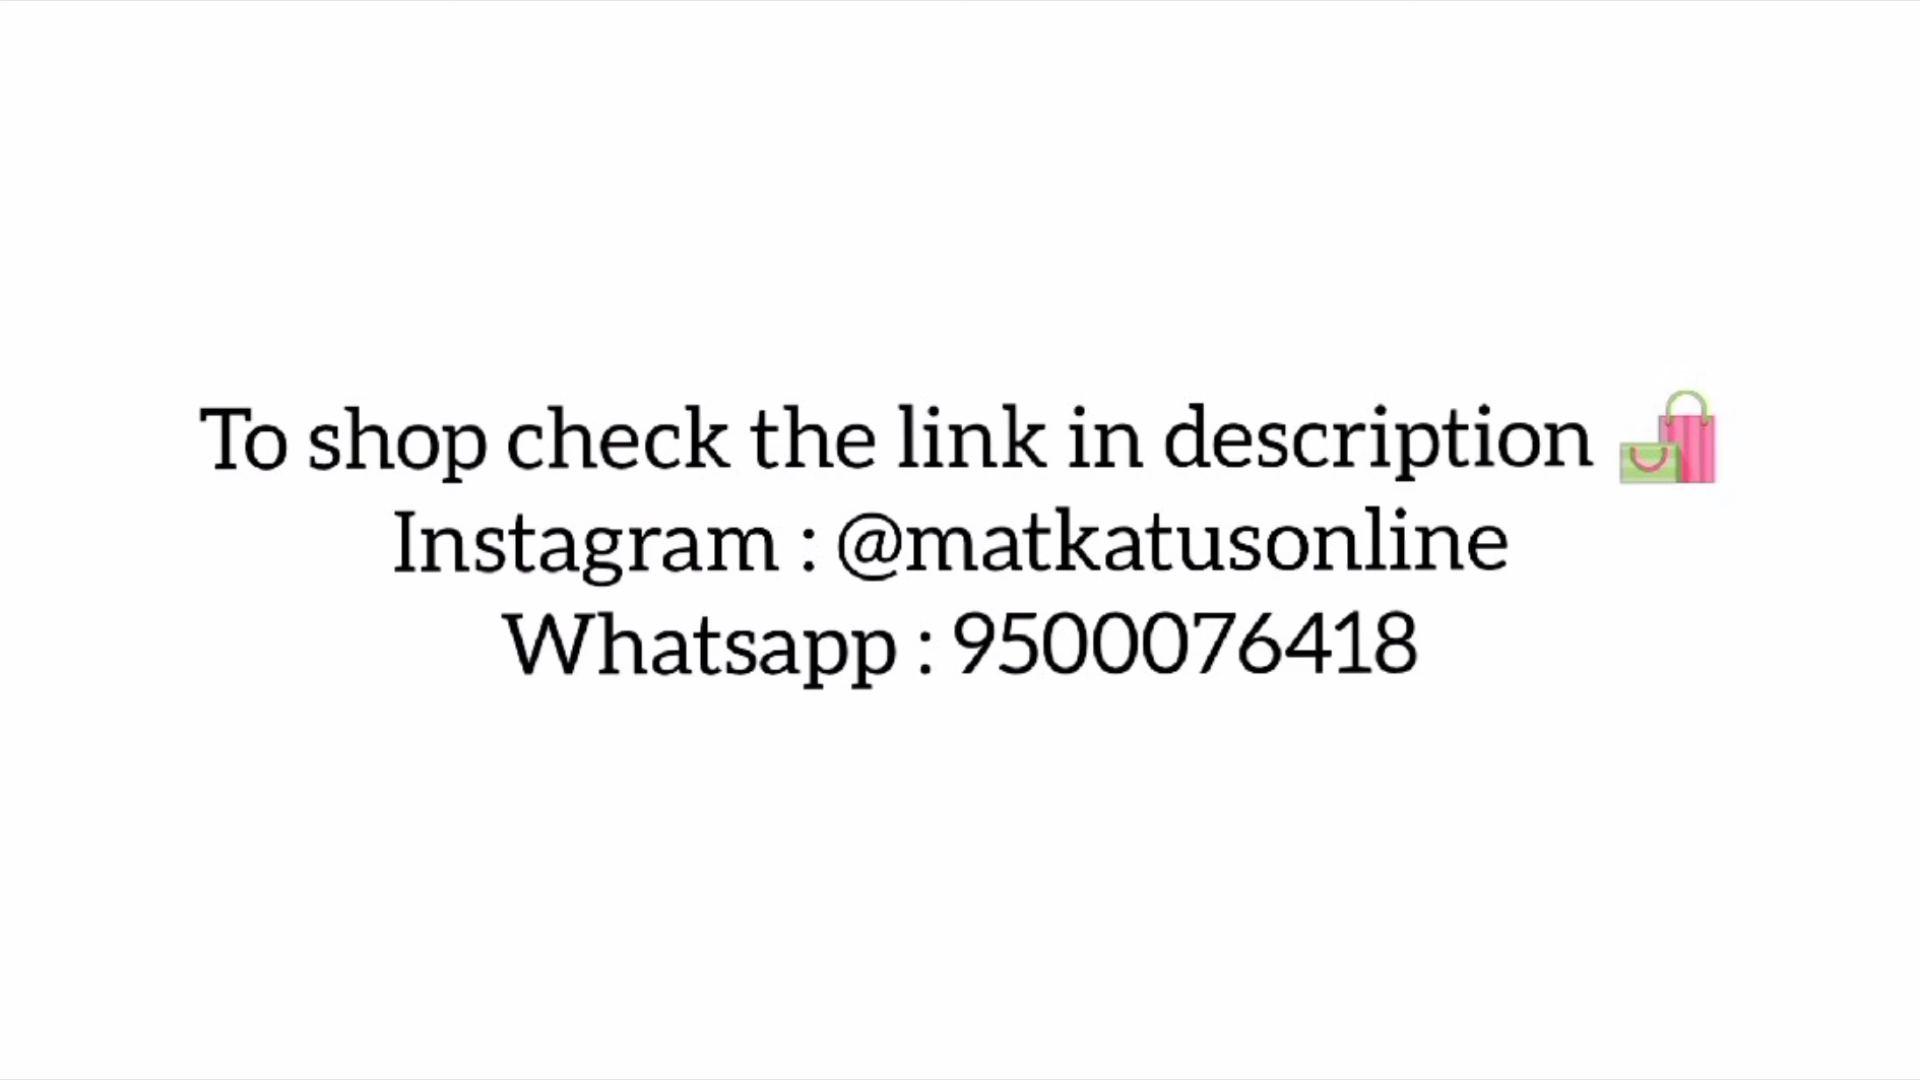 To shop check the link in description 🛍️
Instagram : @matkatusonline
Whatsapp : 9500076418